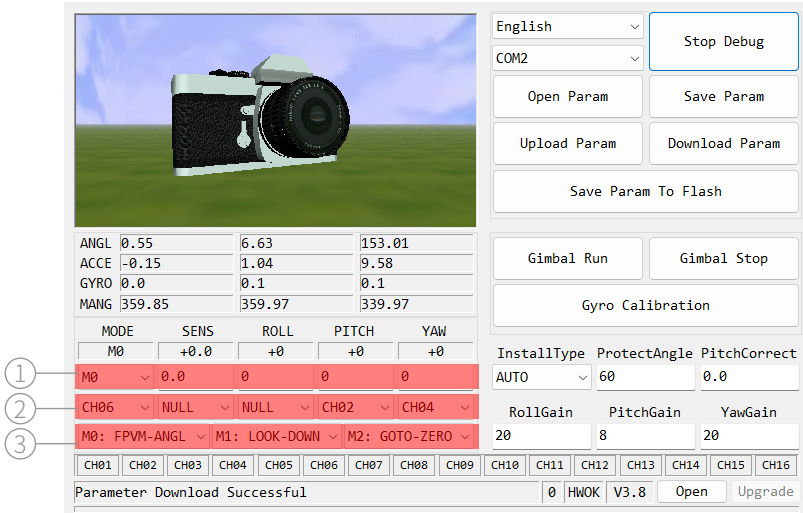 English
Stop Debug
COM2
Open Param
Save Param
Upload Param
Download Param
Save Param To Flash
ANGL 0.55 6.63 153.01
ACCE -0.15 1.04 9.58
GYRO 0.0 0.1 0.1
MANG 359.85 359.97 339.97
Gimbal Run
Gimbal Stop
Gyro Calibration
MODE SENS ROLL PITCH YAW
M0 +0.0 +0 +0 +0
1 M0 0.0 0 0 0
2 CH06 NULL NULL CH02 CH04
3 M0: FPVM-ANGL M1: LOOK-DOWN M2: GOTO-ZERO
InstallType ProtectAngle PitchCorrect
AUTO 60 0.0
RollGain PitchGain YawGain
20 8 20
CH01 CH02 CH03 CH04 CH05 CH06 CH07 CH08 CH09 CH10 CH11 CH12 CH13 CH14 CH15 CH16
Parameter Download Successful 0 HWOK V3.8 Open Upgrade